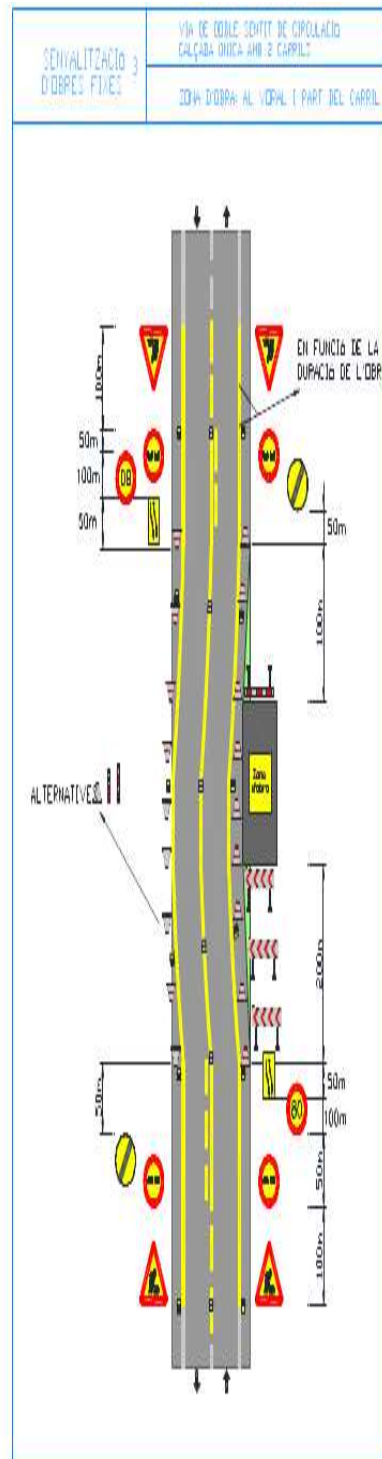 SENYALITZACIÓ 3
D'OBRES FIXES
VIA DE DOBLE SENTIT DE CIRCULACIÓ
CALÇADA ÚNICA AMB 2 CARRILS
ZONA D'OBRA: AL VORAL I PART DEL CARRIL
EN FUNCIÓ DE LA
DURACIÓ DE L'OBR
100m
50m
100m
50m
80
50m
100m
Zona
d'obra
ALTERNATIVES
200m
50m
50m
100m
80
50m
100m